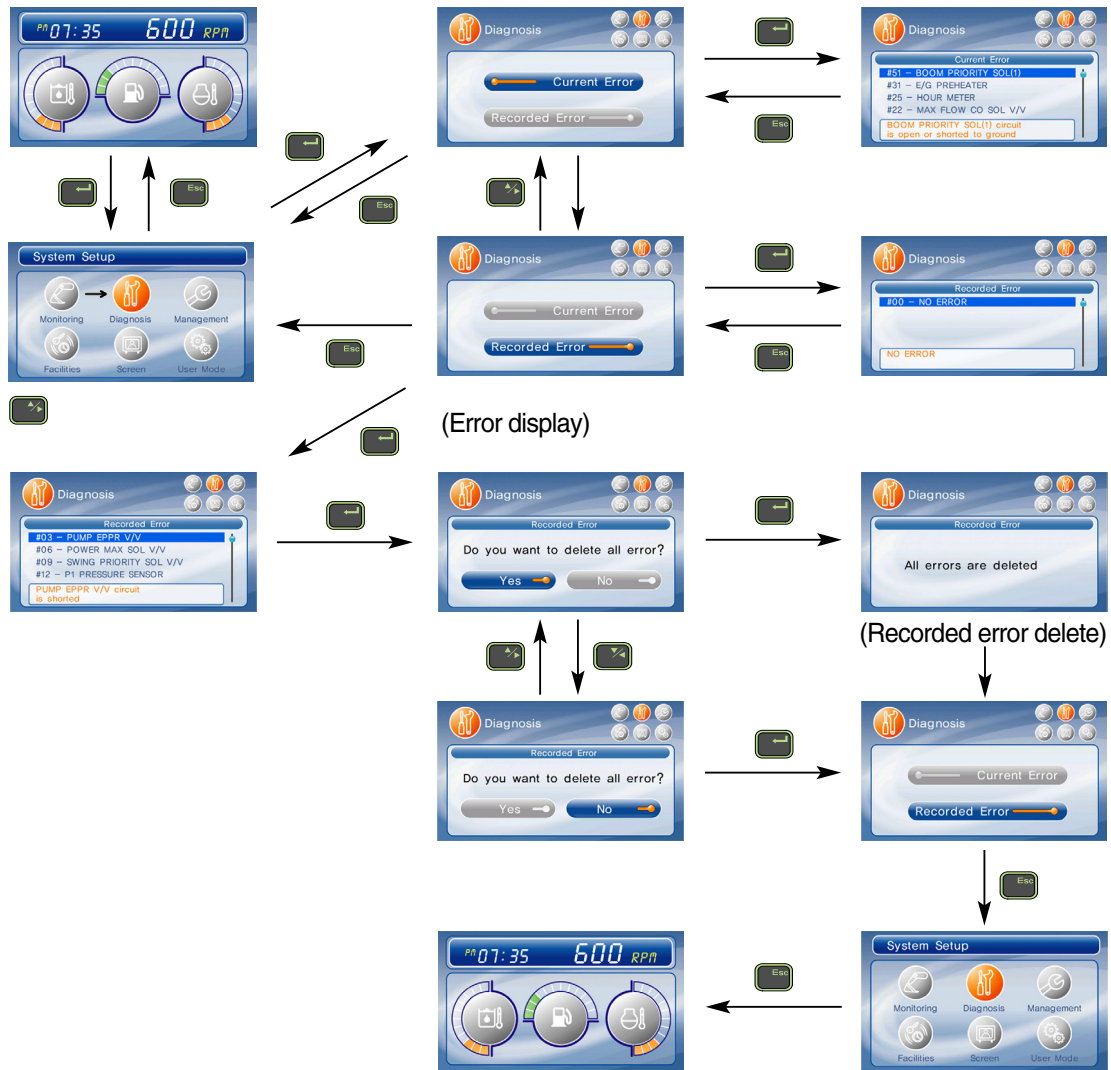 PM 07:35 600 RPM
Esc
System Setup
Monitoring Diagnosis Management
Facilities Screen User Mode
Diagnosis
Current Error
Recorded Error
Esc
Esc
Diagnosis
Current Error
#51 – BOOM PRIORITY SOL(1)
#31 – E/G PREHEATER
#25 – HOUR METER
#22 – MAX FLOW CO SOL V/V
BOOM PRIORITY SOL(1) circuit
is open or shorted to ground
Esc
Diagnosis
Current Error
Recorded Error
Esc
Diagnosis
Recorded Error
#00 – NO ERROR
NO ERROR
Esc
(Error display)
Diagnosis
Recorded Error
#03 – PUMP EPPR V/V
#06 – POWER MAX SOL V/V
#09 – SWING PRIORITY SOL V/V
#12 – P1 PRESSURE SENSOR
PUMP EPPR V/V circuit
is shorted
Diagnosis
Recorded Error
Do you want to delete all error?
Yes No
Diagnosis
Recorded Error
All errors are deleted
(Recorded error delete)
Diagnosis
Recorded Error
Do you want to delete all error?
Yes No
Diagnosis
Current Error
Recorded Error
Esc
System Setup
Monitoring Diagnosis Management
Facilities Screen User Mode
Esc
PM 07:35 600 RPM